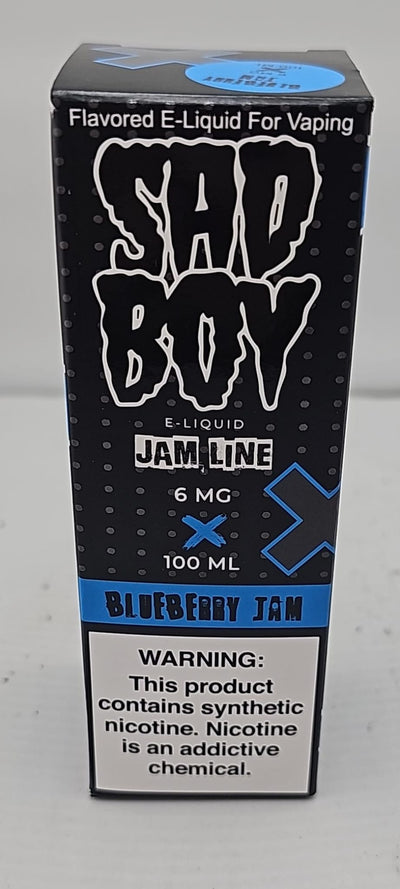 Flavored E-Liquid For Vaping
SAD
BOY
E-LIQUID
JAM LINE
6 MG
X
100 ML
BLUEBERRY JAM
WARNING:
This product
contains synthetic
nicotine. Nicotine
is an addictive
chemical.